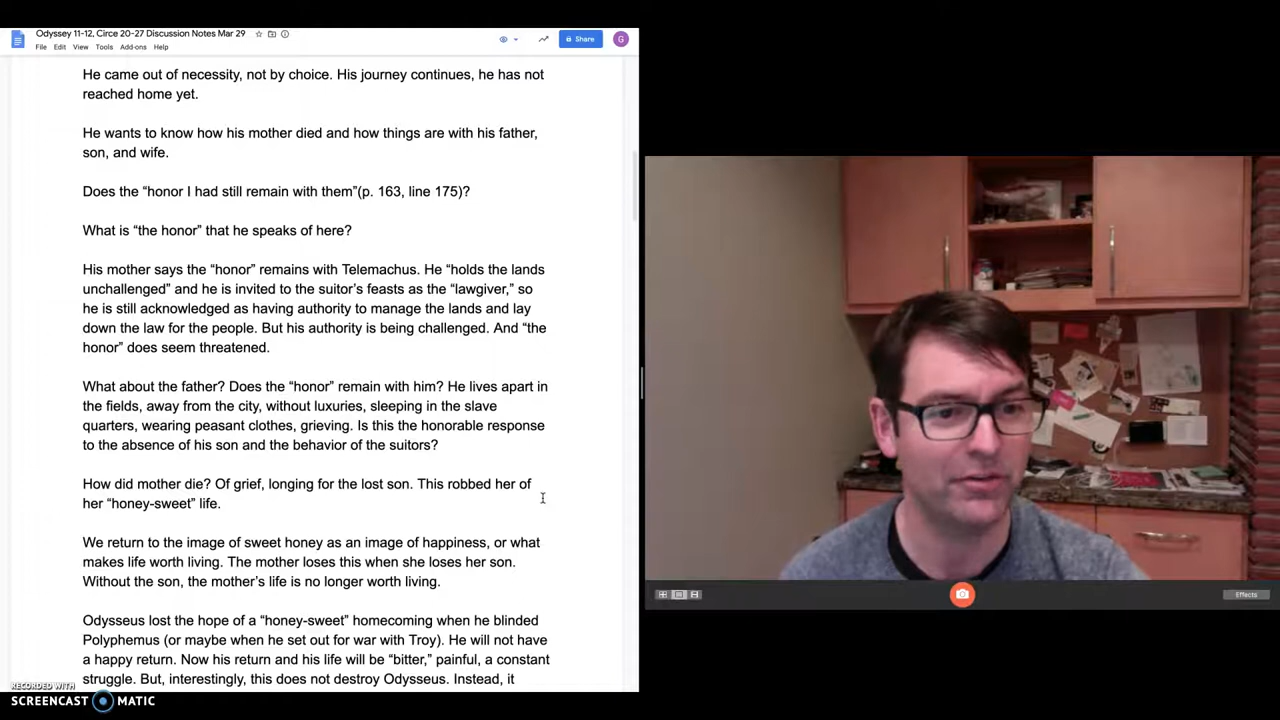 Odyssey 11-12, Circe 20-27 Discussion Notes Mar 29
File Edit View Tools Add-ons Help
Share
G
He came out of necessity, not by choice. His journey continues, he has not
reached home yet.
He wants to know how his mother died and how things are with his father,
son, and wife.
Does the “honor I had still remain with them”(p. 163, line 175)?
What is “the honor” that he speaks of here?
His mother says the “honor” remains with Telemachus. He “holds the lands
unchallenged” and he is invited to the suitor’s feasts as the “lawgiver,” so
he is still acknowledged as having authority to manage the lands and lay
down the law for the people. But his authority is being challenged. And “the
honor” does seem threatened.
What about the father? Does the “honor” remain with him? He lives apart in
the fields, away from the city, without luxuries, sleeping in the slave
quarters, wearing peasant clothes, grieving. Is this the honorable response
to the absence of his son and the behavior of the suitors?
How did mother die? Of grief, longing for the lost son. This robbed her of
her “honey-sweet” life.
We return to the image of sweet honey as an image of happiness, or what
makes life worth living. The mother loses this when she loses her son.
Without the son, the mother’s life is no longer worth living.
Odysseus lost the hope of a “honey-sweet” homecoming when he blinded
Polyphemus (or maybe when he set out for war with Troy). He will not have
a happy return. Now his return and his life will be “bitter,” painful, a constant
struggle. But, interestingly, this does not destroy Odysseus. Instead, it
RECORDED WITH
SCREENCAST MATIC
Effects